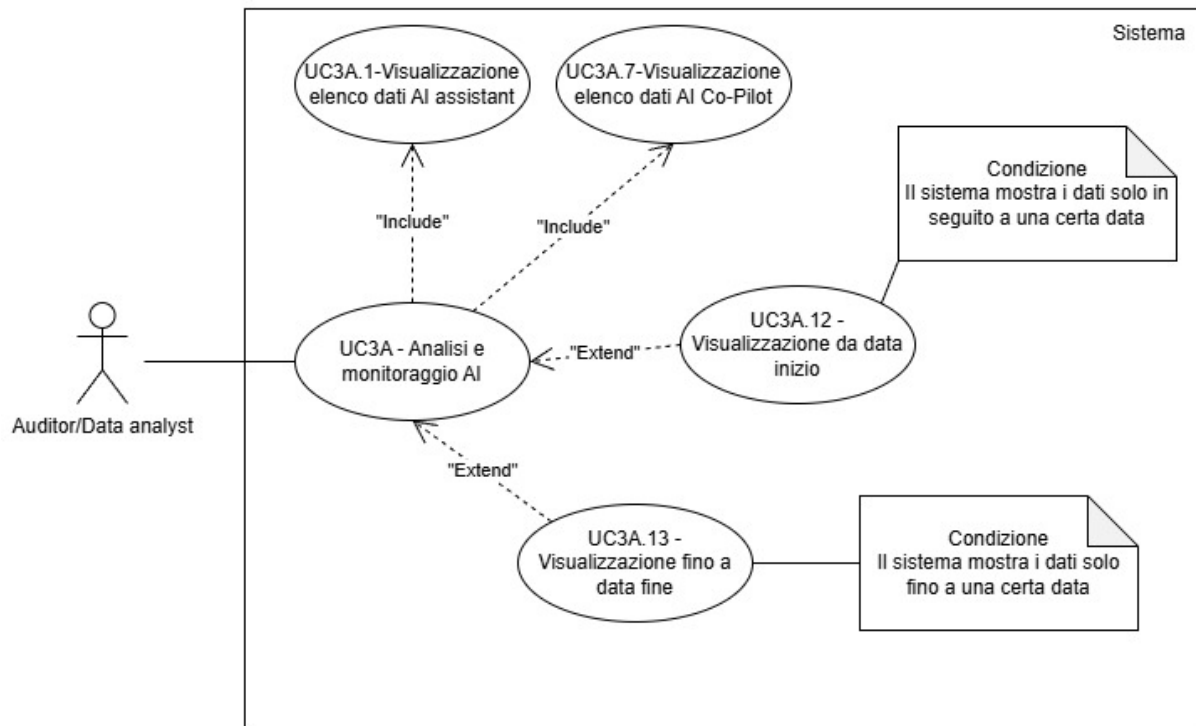 Sistema
UC3A.1-Visualizzazione
elenco dati AI assistant
UC3A.7-Visualizzazione
elenco dati AI Co-Pilot
Condizione
Il sistema mostra i dati solo in
seguito a una certa data
"Include"
"Include"
UC3A.12 -
Visualizzazione da data
inizio
UC3A - Analisi e
monitoraggio AI
"Extend"
Auditor/Data analyst
"Extend"
UC3A.13 -
Visualizzazione fino a
data fine
Condizione
Il sistema mostra i dati solo
fino a una certa data